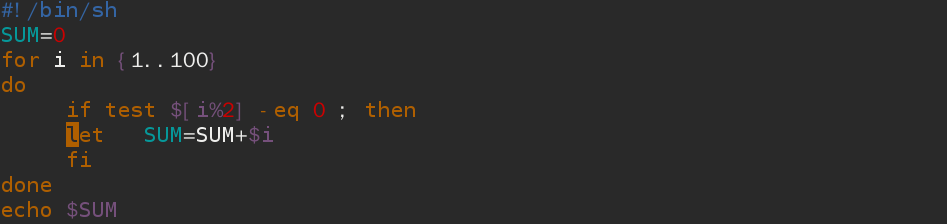 #!/bin/sh
SUM=0
for i in {1..100}
do
     if test $[i%2] -eq 0 ; then
     let   SUM=SUM+$i
     fi
done
echo $SUM